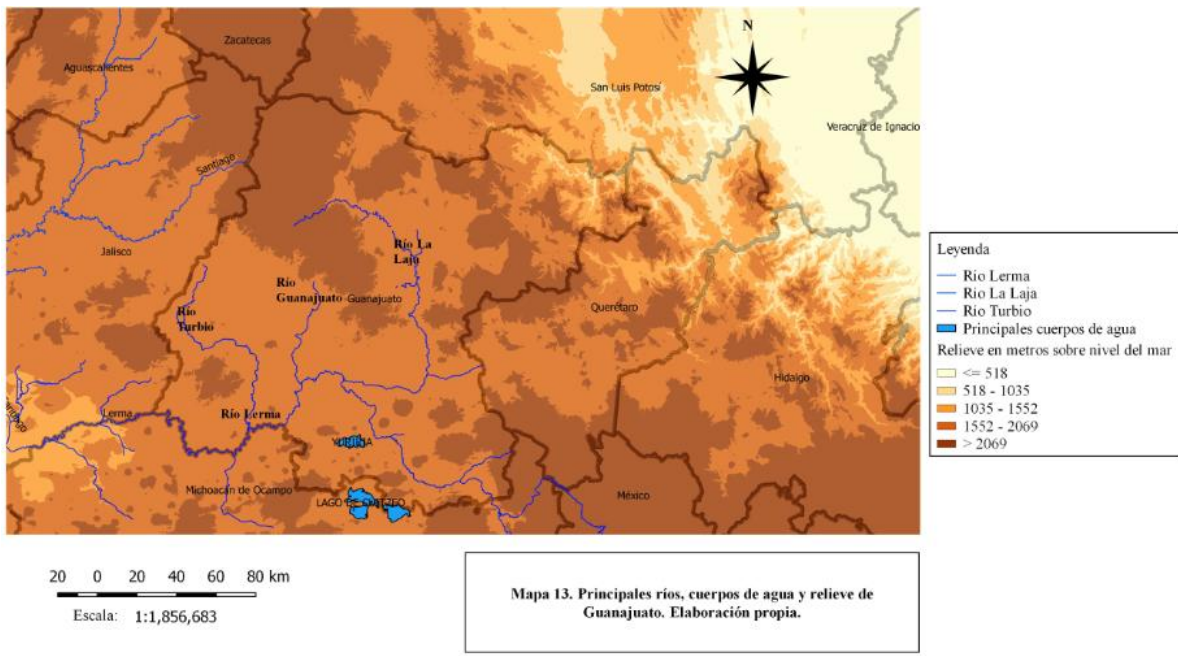 Zacatecas
N
Aguascalientes
San Luis Potosí
Veracruz de Ignacio
Santiago
Jalisco
Río La
Laja
Río
Guanajuato
Guanajuato
Río
Turbio
Querétaro
Hidalgo
Lerma
Río Lerma
YURIRIA
Michoacán de Ocampo
LAGO DE CUITZEO
México
Leyenda
Río Lerma
Río La Laja
Río Turbio
Principales cuerpos de agua
Relieve en metros sobre nivel del mar
<= 518
518 - 1035
1035 - 1552
1552 - 2069
> 2069
20 0 20 40 60 80 km
Escala: 1:1,856,683
Mapa 13. Principales ríos, cuerpos de agua y relieve de
Guanajuato. Elaboración propia.